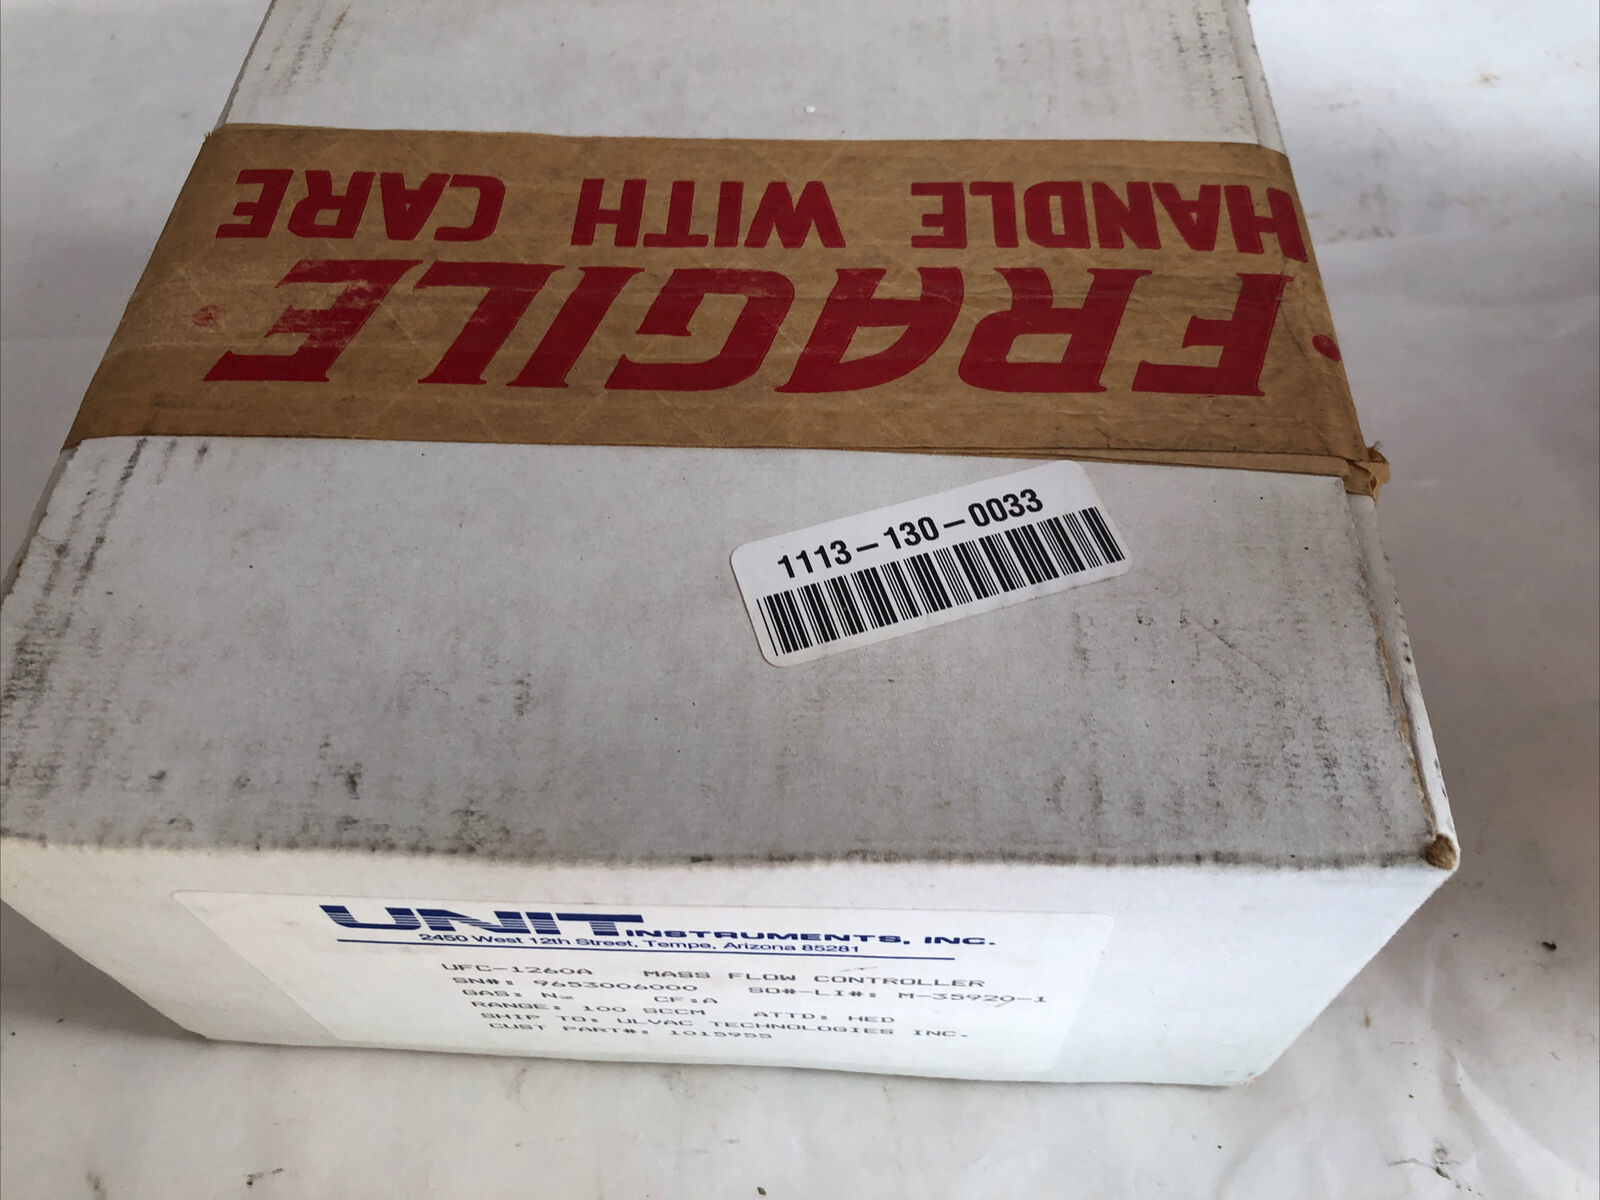 FRAGILE
HANDLE WITH CARE
1113-130-0033
UNIT INSTRUMENTS, INC.
2450 West 12th Street, Tempe, Arizona 85281
UFC-1260A MASS FLOW CONTROLLER
SN#: 9653006000 SO#-LI#: M-35920-1
GAS: N₂ CF:A
RANGE: 100 SCCM ATTD: HED
SHIP TO: ULVAC TECHNOLOGIES INC.
CUST PART#: 1015955